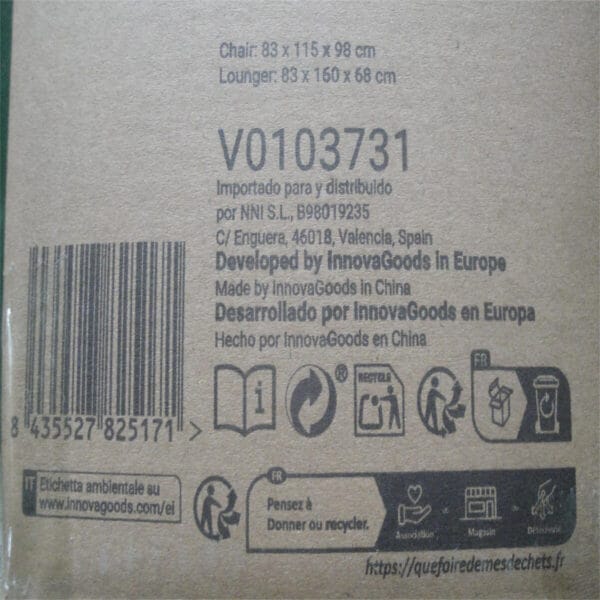 Chair: 83 x 115 x 98 cm
Lounger: 83 x 160 x 68 cm
V0103731
Importado para y distribuido
por NNI S.L., B98019235
C/ Enguera, 46018, Valencia, Spain
Developed by InnovaGoods in Europe
Made by InnovaGoods in China
Desarrollado por InnovaGoods en Europa
Hecho por InnovaGoods en China
8 435527 825171 >
i
®
RECYCLE
FR
IT
Etichetta ambientale su
www.innovagoods.com/ei
FR
Pensez à
Donner ou recycler.
Association
Magasin
Déchèterie
https://quefairedemesdechets.fr